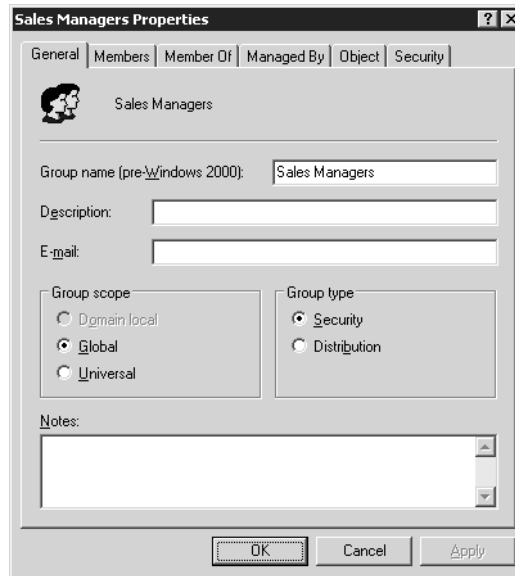 Sales Managers Properties
General Members Member Of Managed By Object Security
Sales Managers
Group name (pre-Windows 2000): Sales Managers
Description:
E-mail:
Group scope Group type
Domain local Security
Global Distribution
Universal
Notes:
OK Cancel Apply